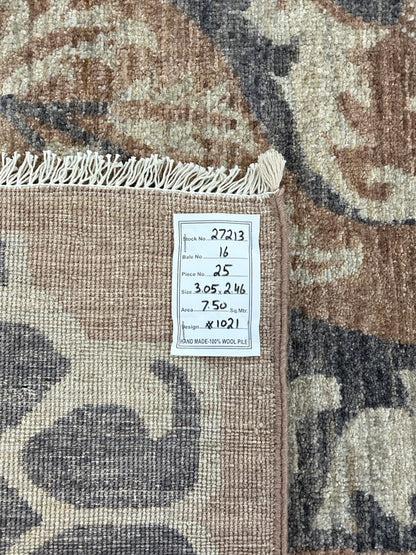 Stock No. 27213
Bale No. 16
Piece No. 25
Size 3.05 x 2.46
Area 7.50 Sq.Mtr.
Design 1021
HAND MADE-100% WOOL PILE